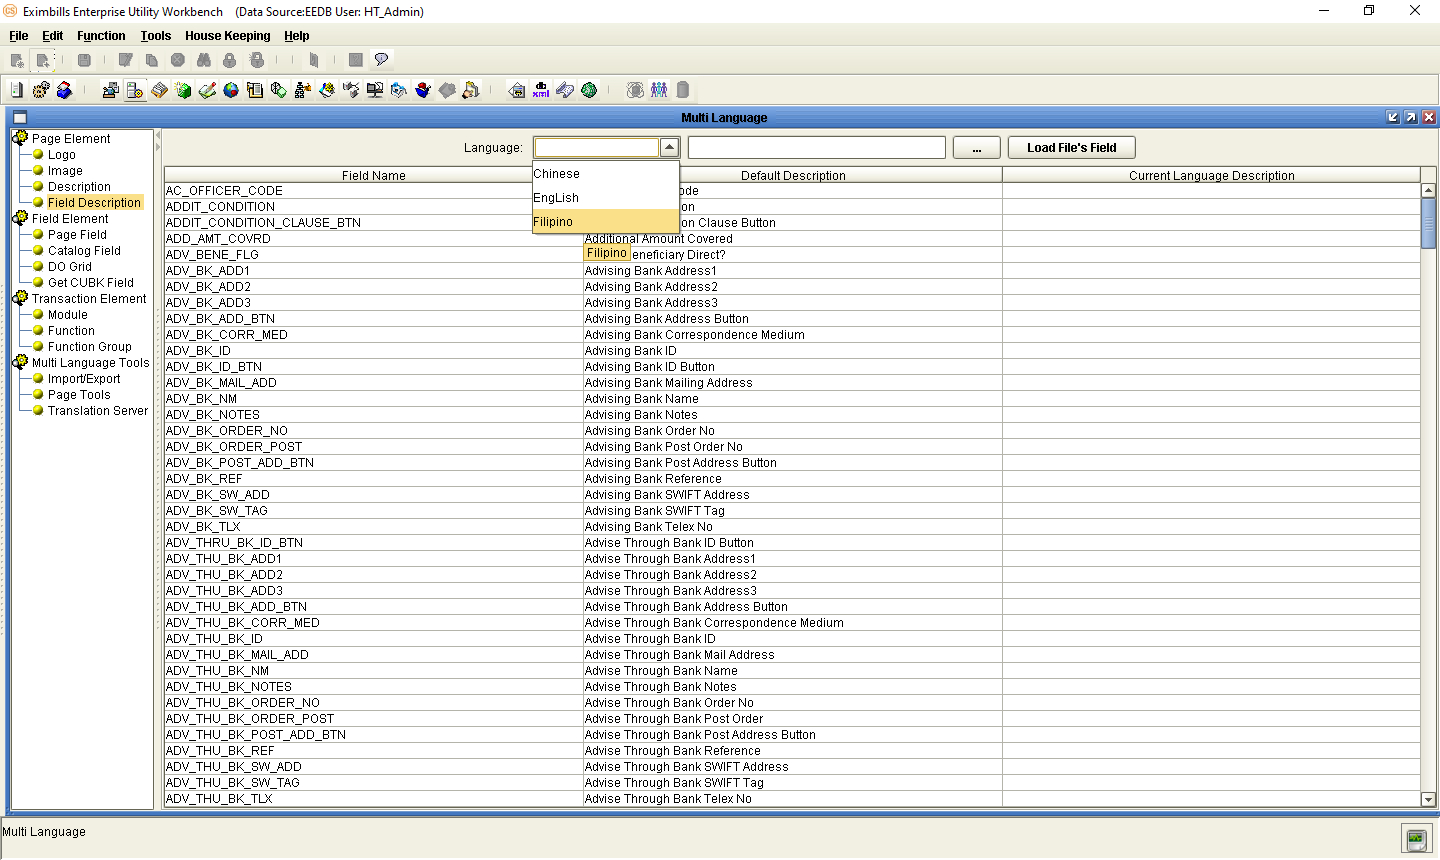 Eximbills Enterprise Utility Workbench (Data Source:EEDB User: HT_Admin)
File Edit Function Tools House Keeping Help
Multi Language
Page Element
Logo
Image
Description
Field Description
Field Element
Page Field
Catalog Field
DO Grid
Get CUBK Field
Transaction Element
Module
Function
Function Group
Multi Language Tools
Import/Export
Page Tools
Translation Server
Language:
... Load File's Field
Chinese
EngLish
Filipino
Filipino
Field Name Default Description Current Language Description
AC_OFFICER_CODE ode
ADDIT_CONDITION on
ADDIT_CONDITION_CLAUSE_BTN on Clause Button
ADD_AMT_COVRD Additional Amount Covered
ADV_BENE_FLG eneficiary Direct?
ADV_BK_ADD1 Advising Bank Address1
ADV_BK_ADD2 Advising Bank Address2
ADV_BK_ADD3 Advising Bank Address3
ADV_BK_ADD_BTN Advising Bank Address Button
ADV_BK_CORR_MED Advising Bank Correspondence Medium
ADV_BK_ID Advising Bank ID
ADV_BK_ID_BTN Advising Bank ID Button
ADV_BK_MAIL_ADD Advising Bank Mailing Address
ADV_BK_NM Advising Bank Name
ADV_BK_NOTES Advising Bank Notes
ADV_BK_ORDER_NO Advising Bank Order No
ADV_BK_ORDER_POST Advising Bank Post Order No
ADV_BK_POST_ADD_BTN Advising Bank Post Address Button
ADV_BK_REF Advising Bank Reference
ADV_BK_SW_ADD Advising Bank SWIFT Address
ADV_BK_SW_TAG Advising Bank SWIFT Tag
ADV_BK_TLX Advising Bank Telex No
ADV_THRU_BK_ID_BTN Advise Through Bank ID Button
ADV_THU_BK_ADD1 Advise Through Bank Address1
ADV_THU_BK_ADD2 Advise Through Bank Address2
ADV_THU_BK_ADD3 Advise Through Bank Address3
ADV_THU_BK_ADD_BTN Advise Through Bank Address Button
ADV_THU_BK_CORR_MED Advise Through Bank Correspondence Medium
ADV_THU_BK_ID Advise Through Bank ID
ADV_THU_BK_MAIL_ADD Advise Through Bank Mail Address
ADV_THU_BK_NM Advise Through Bank Name
ADV_THU_BK_NOTES Advise Through Bank Notes
ADV_THU_BK_ORDER_NO Advise Through Bank Order No
ADV_THU_BK_ORDER_POST Advise Through Bank Post Order
ADV_THU_BK_POST_ADD_BTN Advise Through Bank Post Address Button
ADV_THU_BK_REF Advise Through Bank Reference
ADV_THU_BK_SW_ADD Advise Through Bank SWIFT Address
ADV_THU_BK_SW_TAG Advise Through Bank SWIFT Tag
ADV_THU_BK_TLX Advise Through Bank Telex No
Multi Language